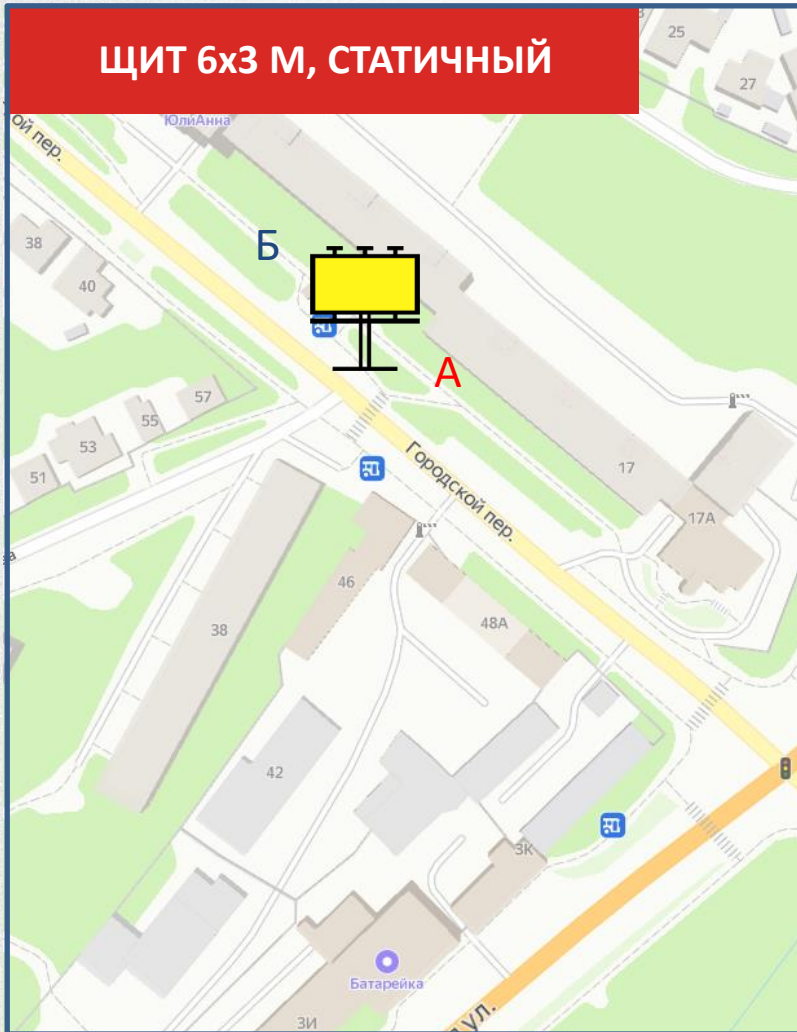 ЩИТ 6х3 М, СТАТИЧНЫЙ
25
27
ЮлиАнна
ой пер.
Б
38
40
А
57
55
53
51
17
Городской пер.
17А
46
38
48А
42
3К
Батарейка
3И
ул.